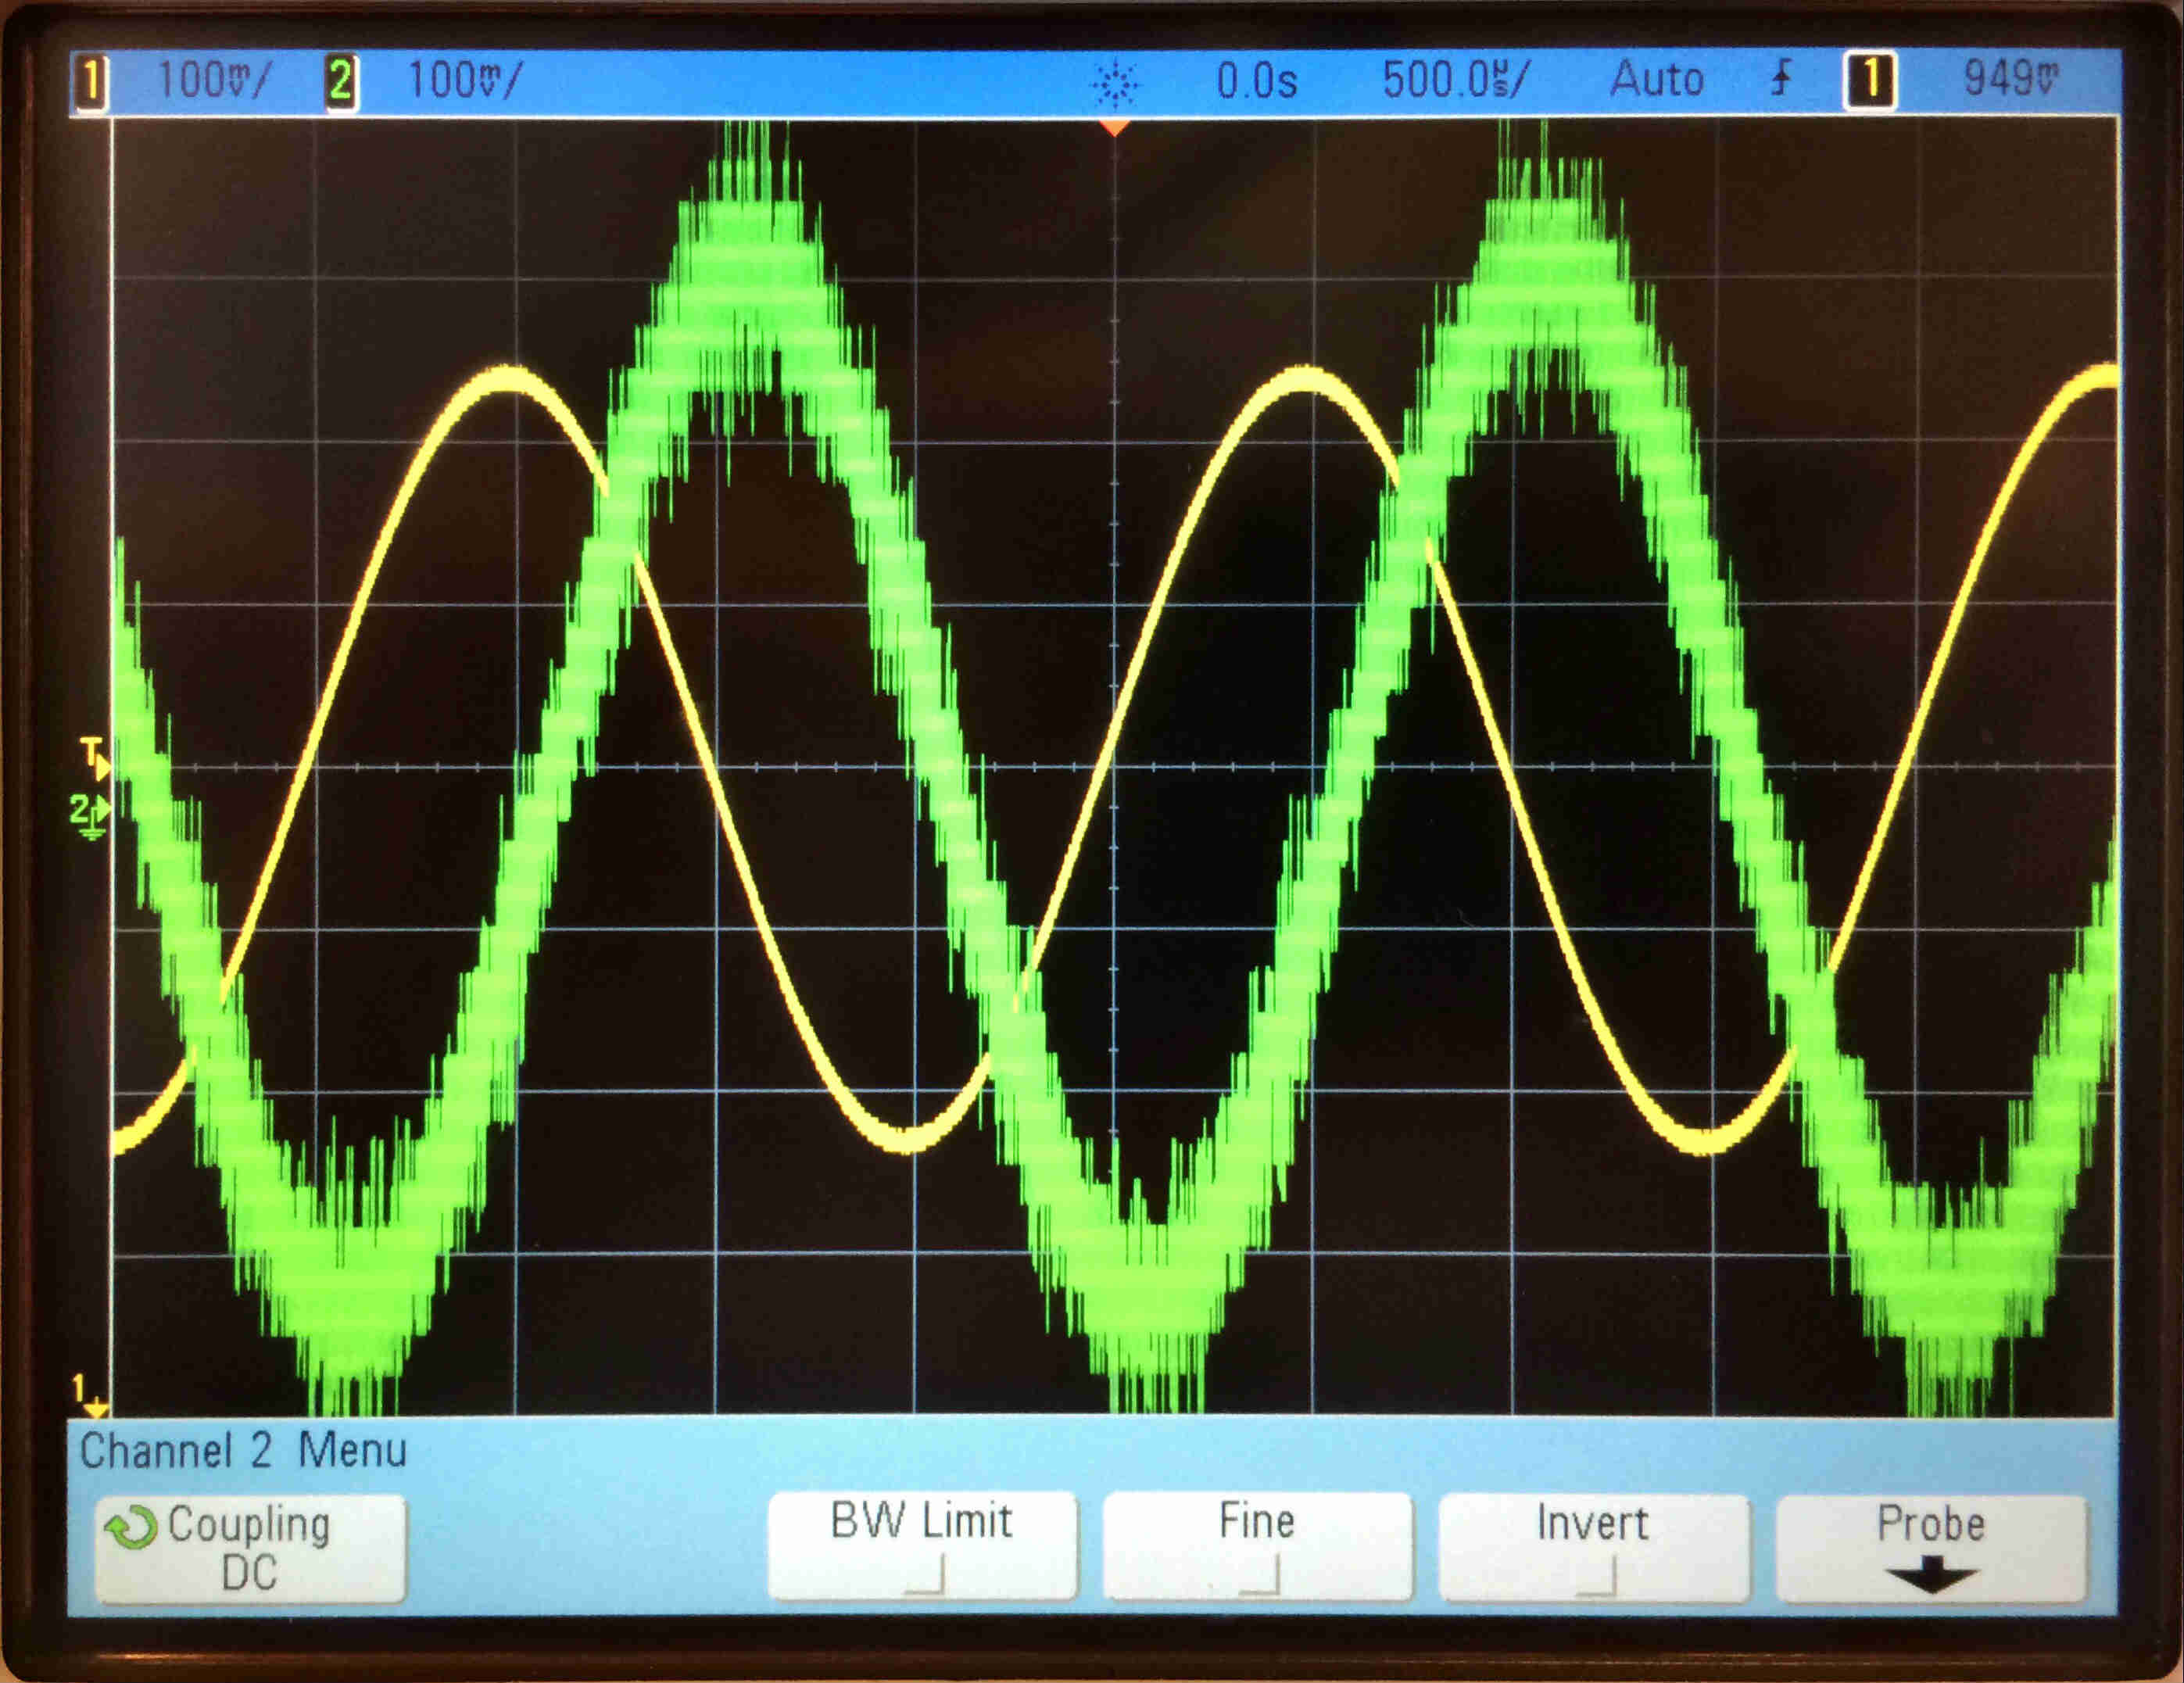 1 100mV/ 2 100mV/ 0.0s 500.0µs/ Auto 1 949mV
T
2
1
Channel 2 Menu
Coupling BW Limit Fine Invert Probe
DC